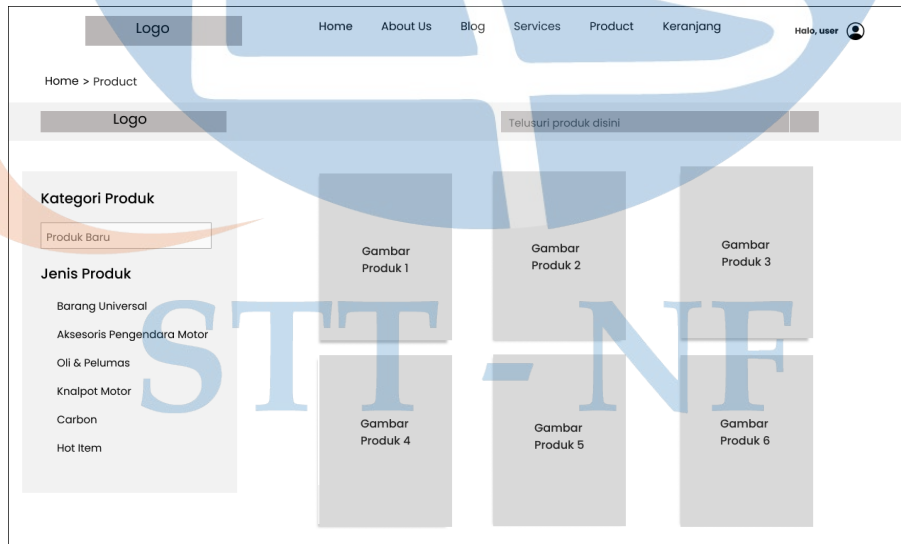 Logo
Home About Us Blog Services Product Keranjang
Halo, user
Home > Product
Logo
Telusuri produk disini
Kategori Produk
Produk Baru
Jenis Produk
Barang Universal
Aksesoris Pengendara Motor
Oli & Pelumas
Knalpot Motor
Carbon
Hot Item
Gambar
Produk 1
Gambar
Produk 2
Gambar
Produk 3
Gambar
Produk 4
Gambar
Produk 5
Gambar
Produk 6
STT - NF